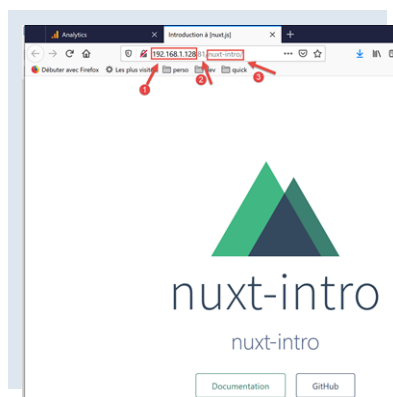 Analytics
Introduction à [nuxt.js]
192.168.1.128:81/nuxt-intro/
Débuter avec Firefox Les plus visités perso dev quick
1 2 3
nuxt-intro
nuxt-intro
Documentation GitHub